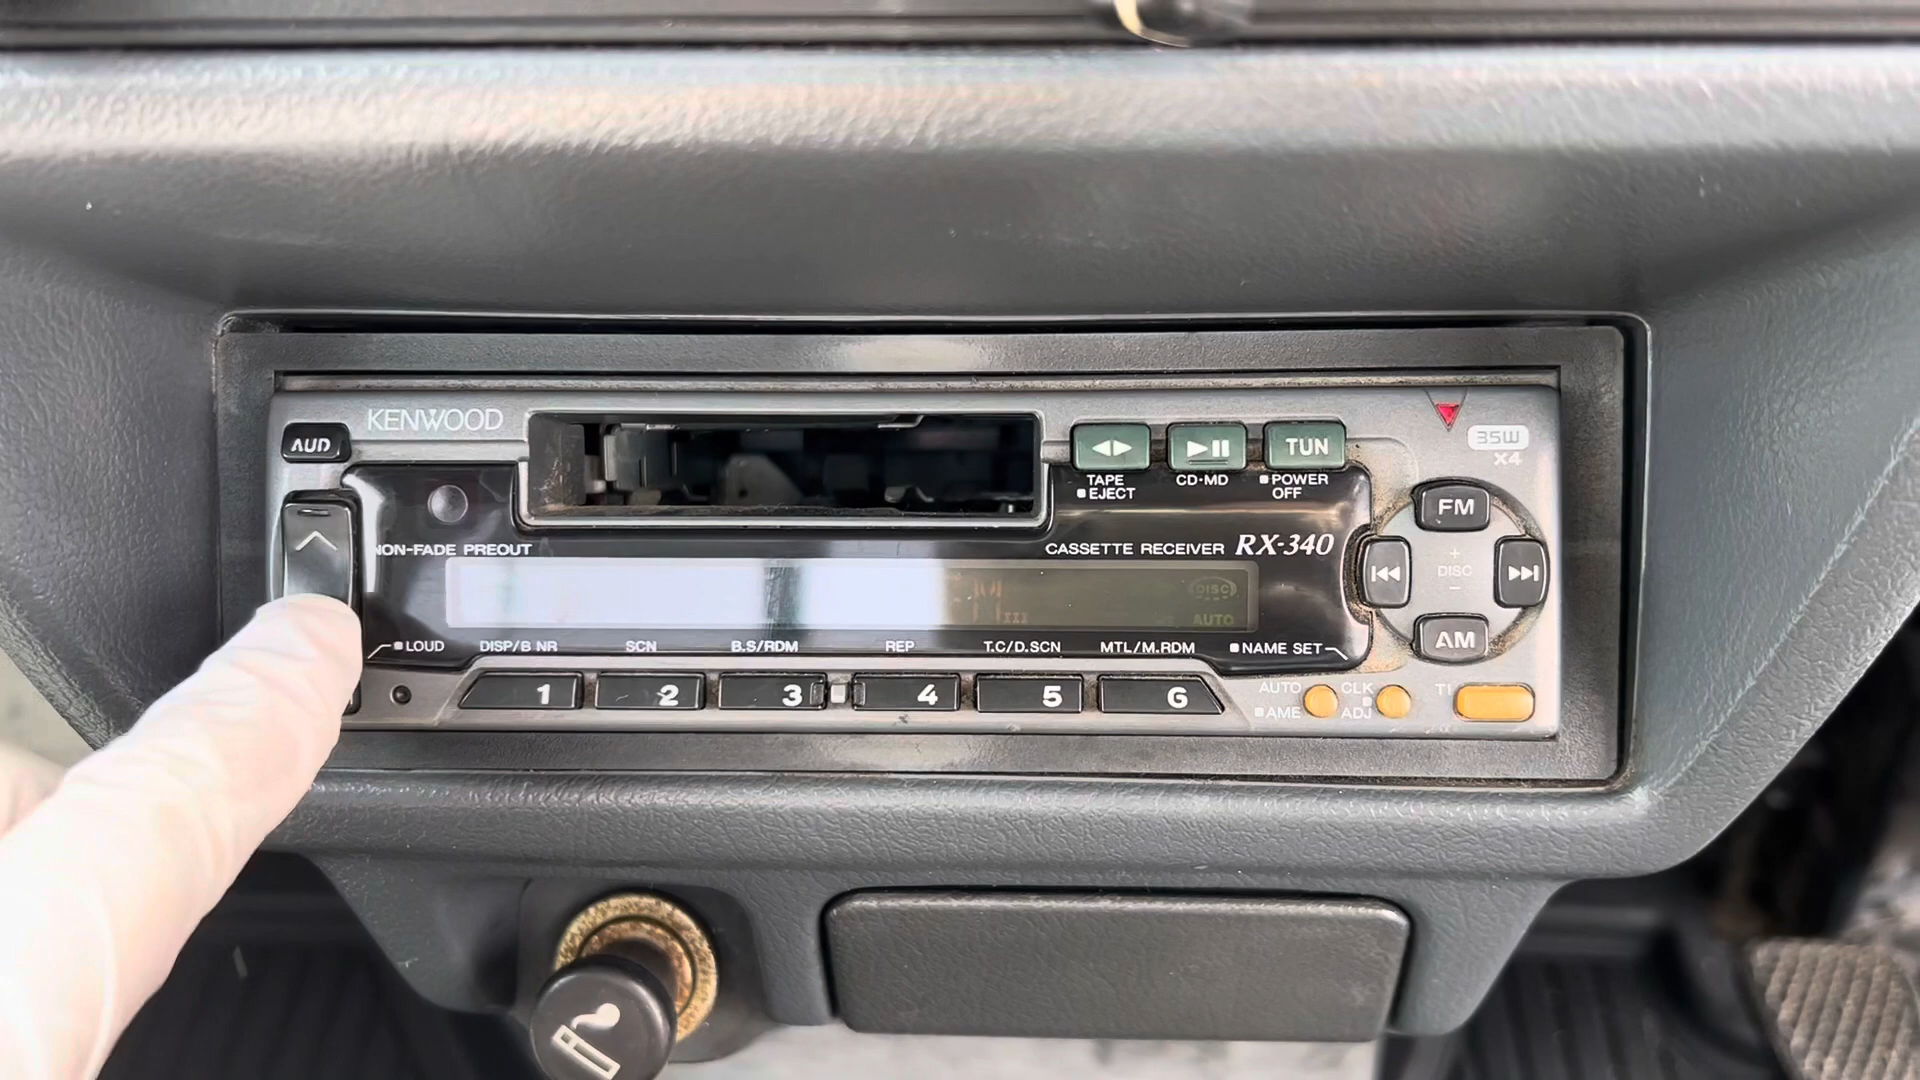 KENWOOD
AUD
TAPE
EJECT
CD·MD
TUN
POWER
OFF
35W
X4
NON-FADE PREOUT
CASSETTE RECEIVER RX-340
FM
+
DISC
-
AM
DISC
AUTO
LOUD
DISP/B NR
SCN
B.S/RDM
REP
T.C/D.SCN
MTL/M.RDM
NAME SET
1
2
3
4
5
6
AUTO
AME
CLK
ADJ
TI